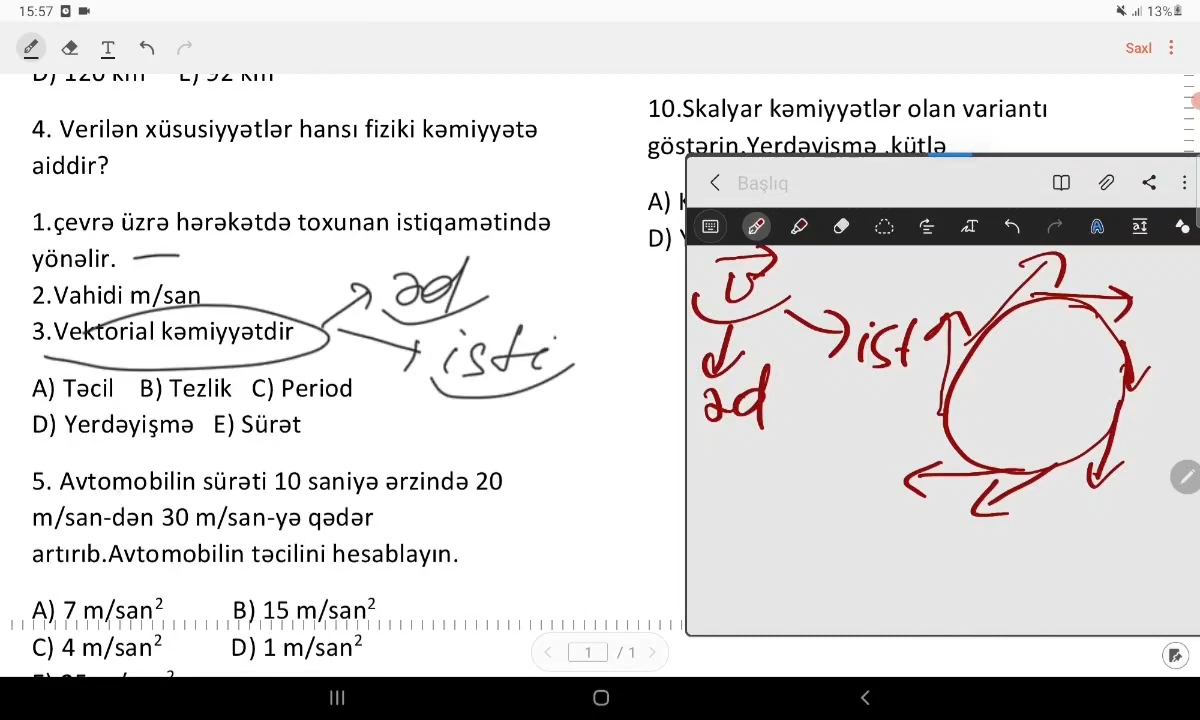 15:57
13%
Saxl
4. Verilən xüsusiyyətlər hansı fiziki kəmiyyətə
aiddir?
1.çevrə üzrə hərəkətdə toxunan istiqamətində
yönəlir.
2.Vahidi m/san
3.Vektorial kəmiyyətdir
əd
isti
A) Təcil B) Tezlik C) Period
D) Yerdəyişmə E) Sürət
5. Avtomobilin sürəti 10 saniyə ərzində 20
m/san-dən 30 m/san-yə qədər
artırıb.Avtomobilin təcilini hesablayın.
A) 7 m/san² B) 15 m/san²
C) 4 m/san² D) 1 m/san²
10.Skalyar kəmiyyətlər olan variantı
göstərin.Yerdəyişmə ,kütlə
A)
D)
Başlıq
v
ist
əd
1 / 1